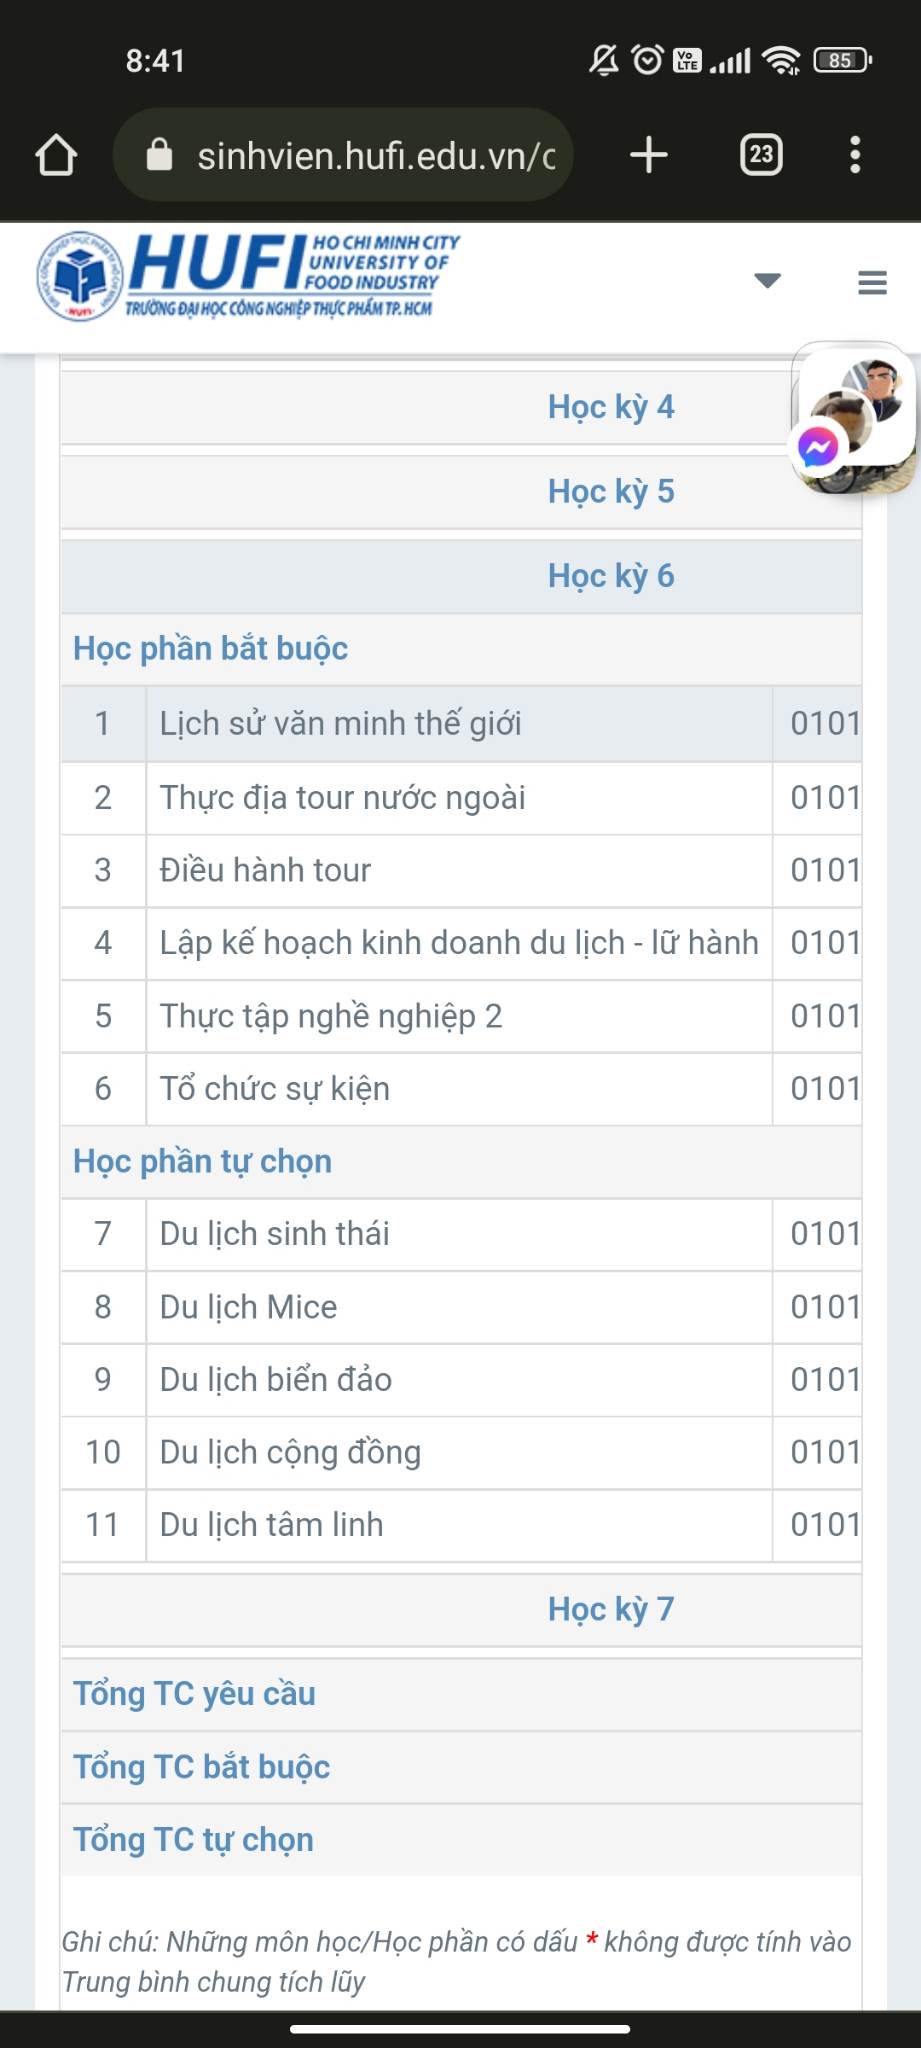 8:41
Vo LTE
85
sinhvien.hufi.edu.vn/c
23
HUFI
HO CHI MINH CITY
UNIVERSITY OF
FOOD INDUSTRY
TRƯỜNG ĐẠI HỌC CÔNG NGHIỆP THỰC PHẨM TP. HCM
Học kỳ 4
Học kỳ 5
Học kỳ 6
Học phần bắt buộc
1 Lịch sử văn minh thế giới 0101
2 Thực địa tour nước ngoài 0101
3 Điều hành tour 0101
4 Lập kế hoạch kinh doanh du lịch - lữ hành 0101
5 Thực tập nghề nghiệp 2 0101
6 Tổ chức sự kiện 0101
Học phần tự chọn
7 Du lịch sinh thái 0101
8 Du lịch Mice 0101
9 Du lịch biển đảo 0101
10 Du lịch cộng đồng 0101
11 Du lịch tâm linh 0101
Học kỳ 7
Tổng TC yêu cầu
Tổng TC bắt buộc
Tổng TC tự chọn
Ghi chú: Những môn học/Học phần có dấu * không được tính vào
Trung bình chung tích lũy